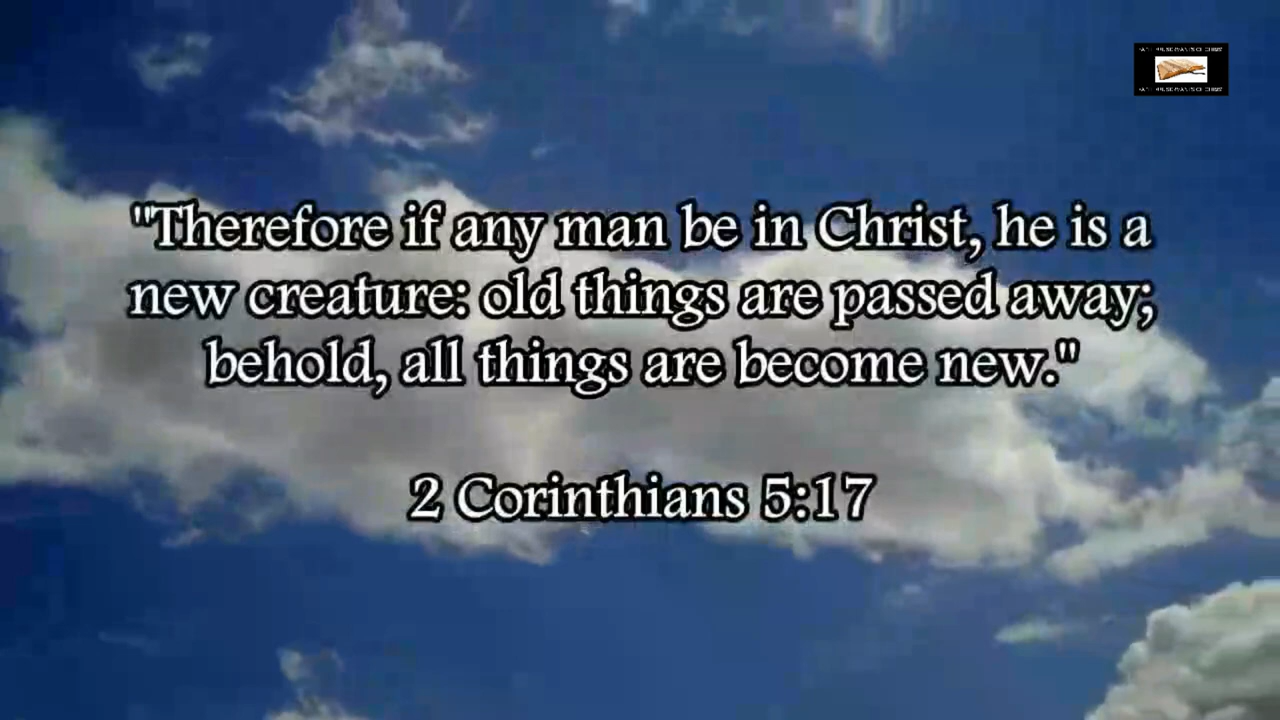 "Therefore if any man be in Christ, he is a
new creature: old things are passed away;
behold, all things are become new."
2 Corinthians 5:17